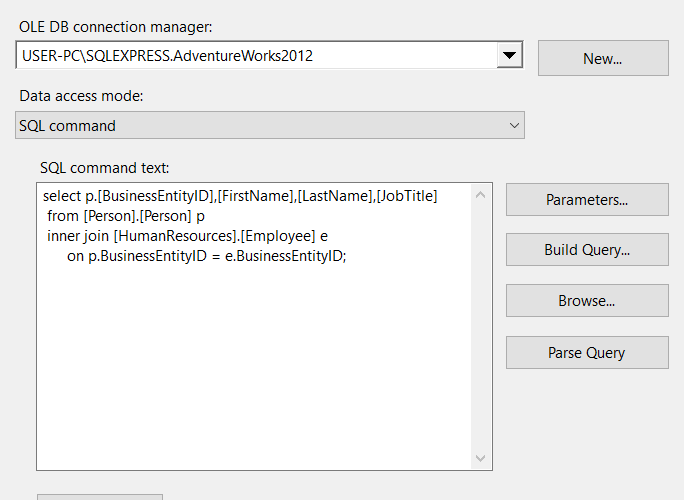 OLE DB connection manager:
USER-PC\SQLEXPRESS.AdventureWorks2012
New...
Data access mode:
SQL command
SQL command text:
select p.[BusinessEntityID],[FirstName],[LastName],[JobTitle]
from [Person].[Person] p
inner join [HumanResources].[Employee] e
on p.BusinessEntityID = e.BusinessEntityID;
Parameters...
Build Query...
Browse...
Parse Query